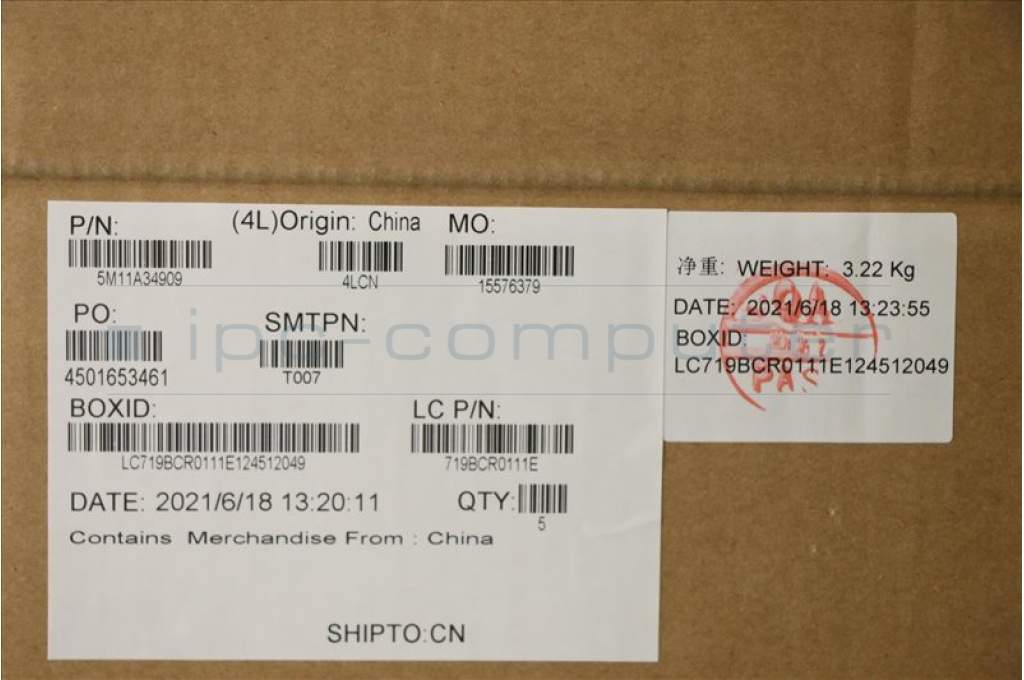 P/N: (4L)Origin: China MO:
5M11A34909 4LCN 15576379
PO: SMTPN:
4501653461 T007
BOXID: LC P/N:
LC719BCR0111E124512049 719BCR0111E
DATE: 2021/6/18 13:20:11 QTY:
5
Contains Merchandise From : China
SHIPTO:CN
净重: WEIGHT: 3.22 Kg
DATE: 2021/6/18 13:23:55
BOXID:
LC719BCR0111E124512049
ipc-computer